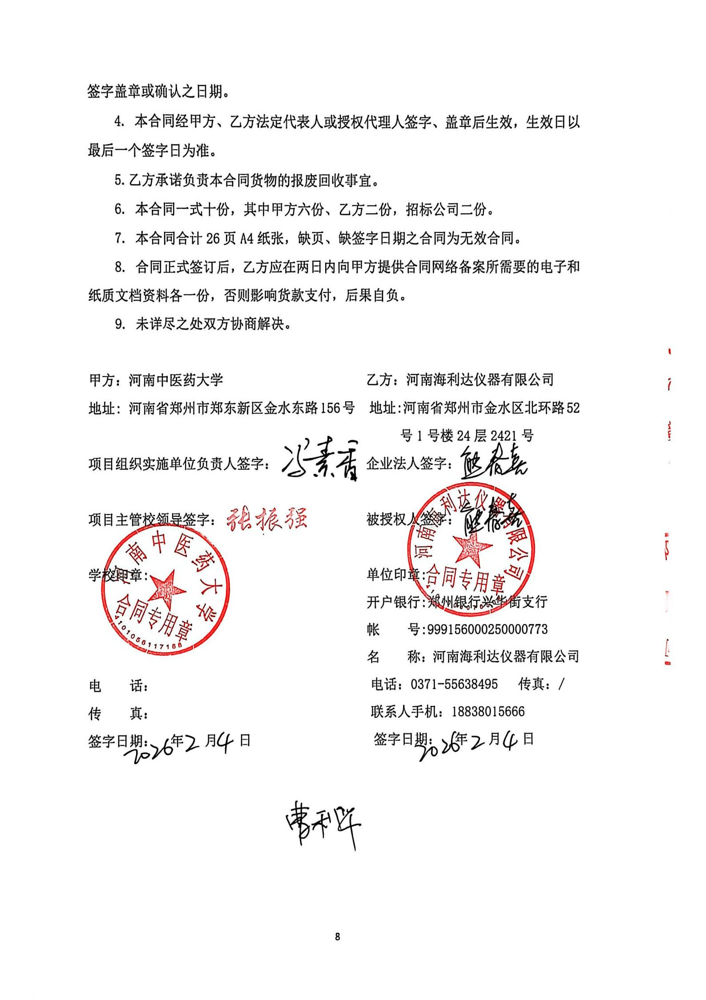 签字盖章或确认之日期。
4. 本合同经甲方、乙方法定代表人或授权代理人签字、盖章后生效，生效日以
最后一个签字日为准。
5.乙方承诺负责本合同货物的报废回收事宜。
6. 本合同一式十份，其中甲方六份、乙方二份，招标公司二份。
7. 本合同合计 26 页 A4 纸张，缺页、缺签字日期之合同为无效合同。
8. 合同正式签订后，乙方应在两日内向甲方提供合同网络备案所需要的电子和
纸质文档资料各一份，否则影响货款支付，后果自负。
9. 未详尽之处双方协商解决。
甲方：河南中医药大学
地址：河南省郑州市郑东新区金水东路156号
项目组织实施单位负责人签字：冯素香
项目主管校领导签字：张振强
学校印章：
河南中医药大学
合同专用章
4101056117188
电 话：
传 真：
签字日期：2026年2月4日
乙方：河南海利达仪器有限公司
地址:河南省郑州市金水区北环路52
号 1 号楼 24 层 2421 号
企业法人签字：
被授权人签字：
河南海利达仪器有限公司
合同专用章
单位印章:
开户银行:郑州银行兴华街支行
帐 号:999156000250000773
名 称：河南海利达仪器有限公司
电话：0371-55638495 传真：/
联系人手机：18838015666
签字日期：2026年2月4日
8